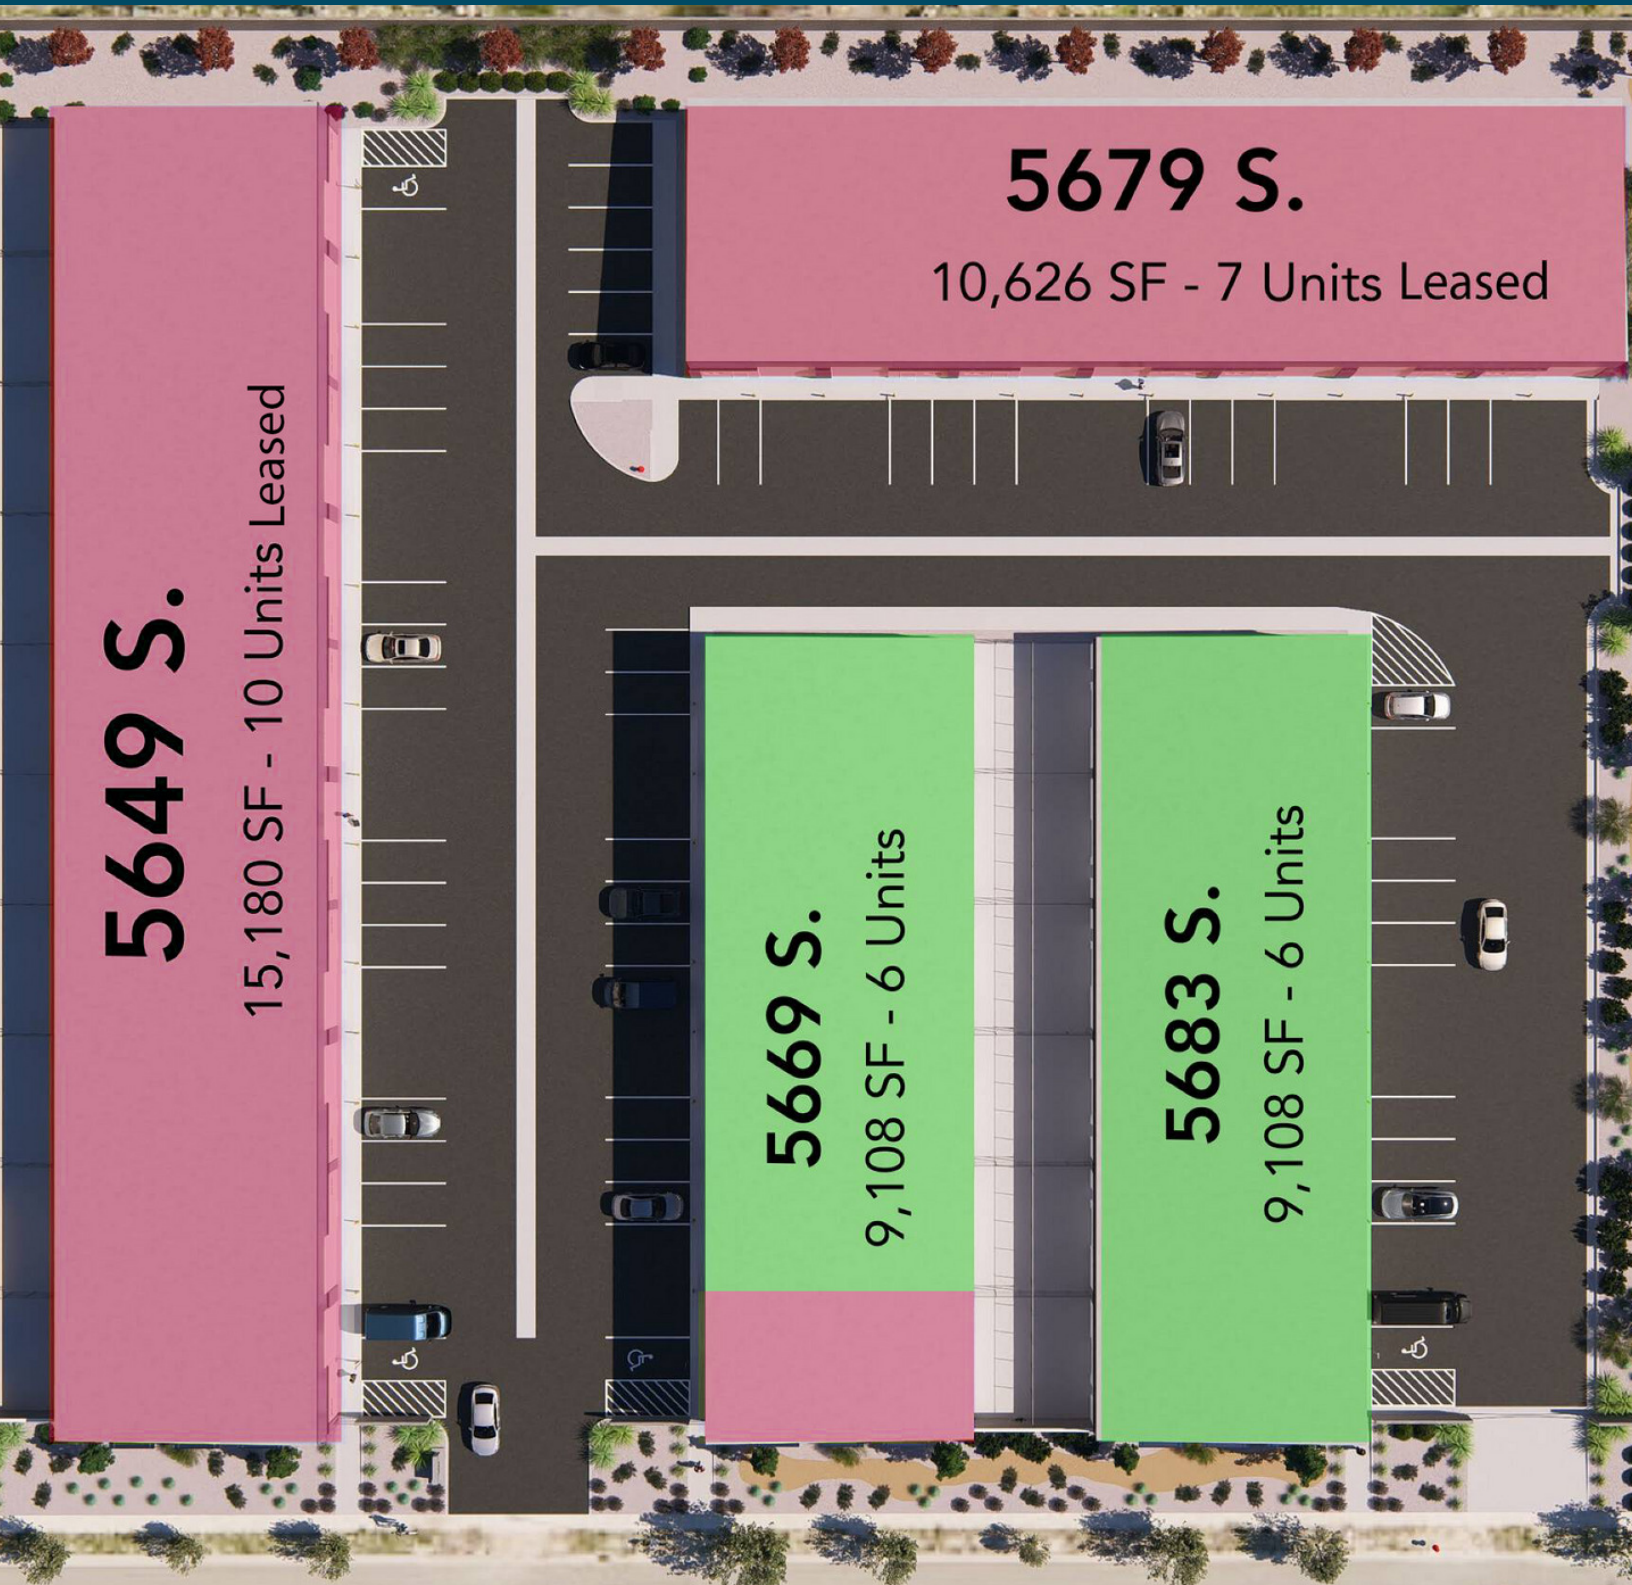 5649 S.
15,180 SF - 10 Units Leased
5679 S.
10,626 SF - 7 Units Leased
5669 S.
9,108 SF - 6 Units
5683 S.
9,108 SF - 6 Units